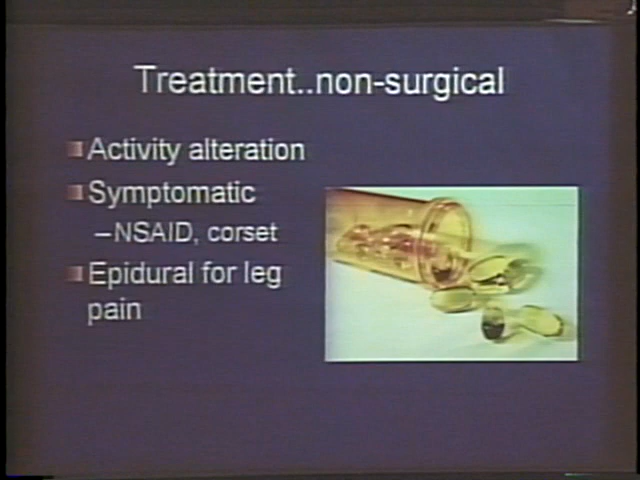 Treatment..non-surgical
Activity alteration
Symptomatic
–NSAID, corset
Epidural for leg
pain